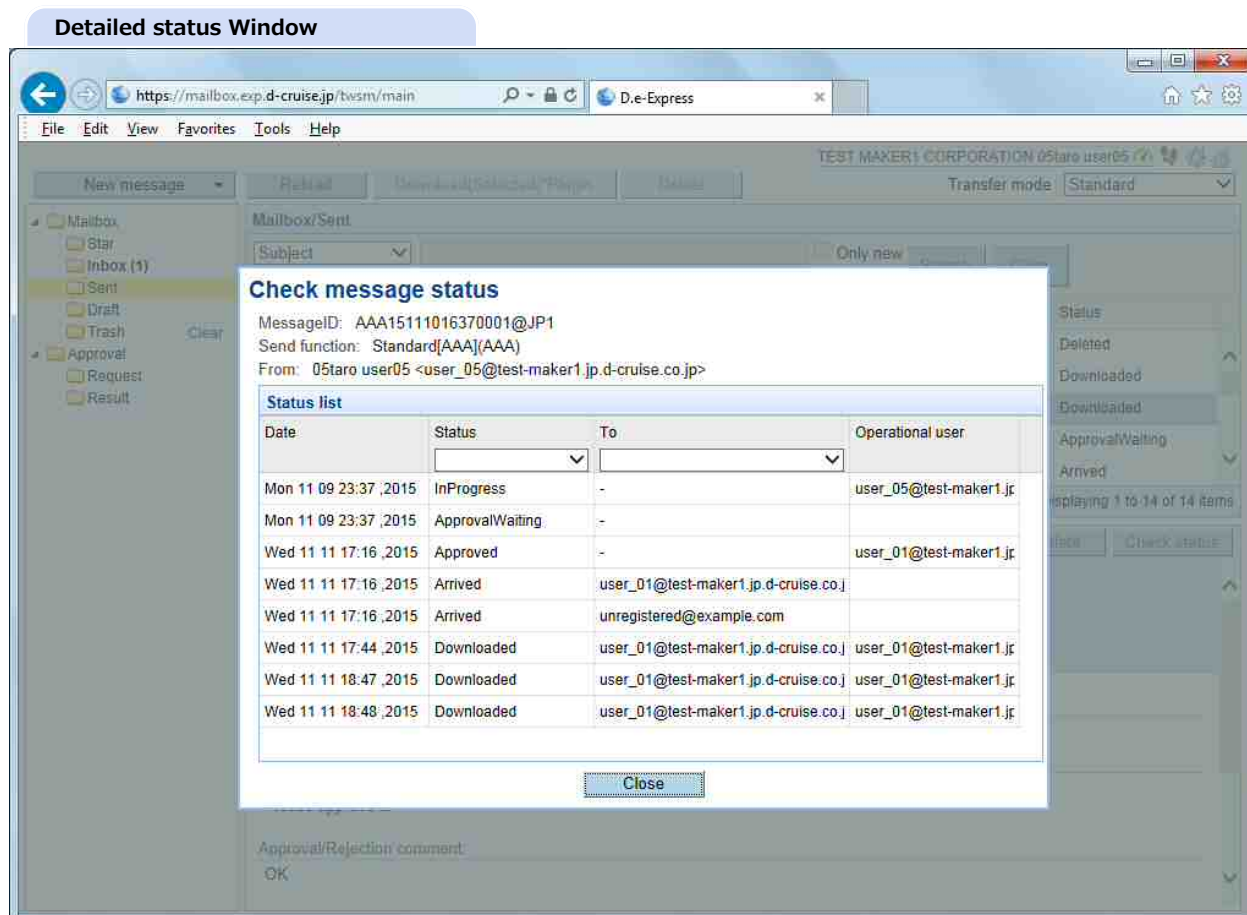 Detailed status Window
https://mailbox.exp.d-cruise.jp/twsm/main
D.e-Express
File Edit View Favorites Tools Help
TEST MAKER1 CORPORATION 05taro user05
New message Reload Delete Transfer mode Standard
Mailbox
Star
Inbox (1)
Sent
Draft
Trash Clear
Approval
Request
Result
Mailbox/Sent
Subject Only new
Status
Deleted
Downloaded
Downloaded
ApprovalWaiting
Arrived
isplaying 1 to 14 of 14 items
Check status
Check message status
MessageID: AAA15111016370001@JP1
Send function: Standard[AAA](AAA)
From: 05taro user05 <user_05@test-maker1.jp.d-cruise.co.jp>
Status list
Date Status To Operational user
Mon 11 09 23:37 ,2015 InProgress - user_05@test-maker1.jp
Mon 11 09 23:37 ,2015 ApprovalWaiting -
Wed 11 11 17:16 ,2015 Approved - user_01@test-maker1.jp
Wed 11 11 17:16 ,2015 Arrived user_01@test-maker1.jp.d-cruise.co.j
Wed 11 11 17:16 ,2015 Arrived unregistered@example.com
Wed 11 11 17:44 ,2015 Downloaded user_01@test-maker1.jp.d-cruise.co.j user_01@test-maker1.jp
Wed 11 11 18:47 ,2015 Downloaded user_01@test-maker1.jp.d-cruise.co.j user_01@test-maker1.jp
Wed 11 11 18:48 ,2015 Downloaded user_01@test-maker1.jp.d-cruise.co.j user_01@test-maker1.jp
Close
Approval/Rejection comment:
OK